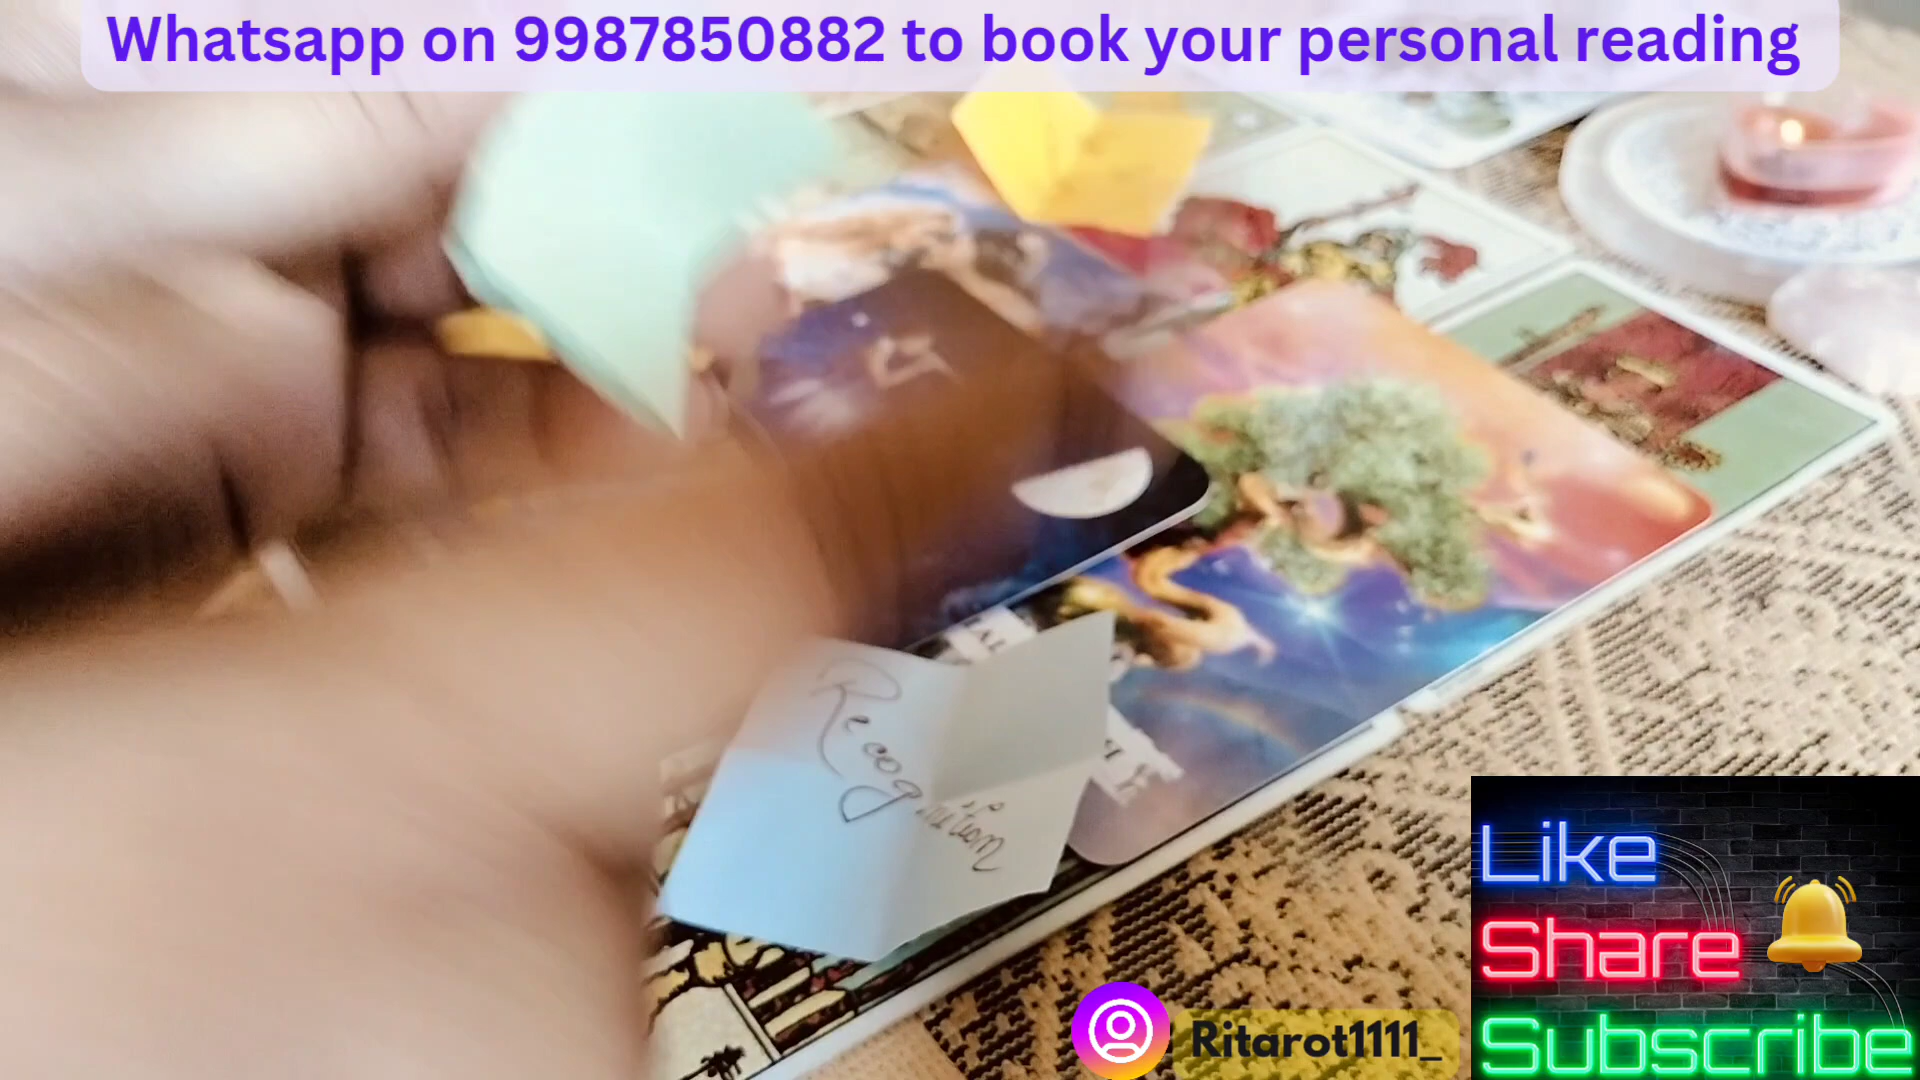 Whatsapp on 9987850882 to book your personal reading
Recognition
Like
Share
Subscribe
Ritarot1111_